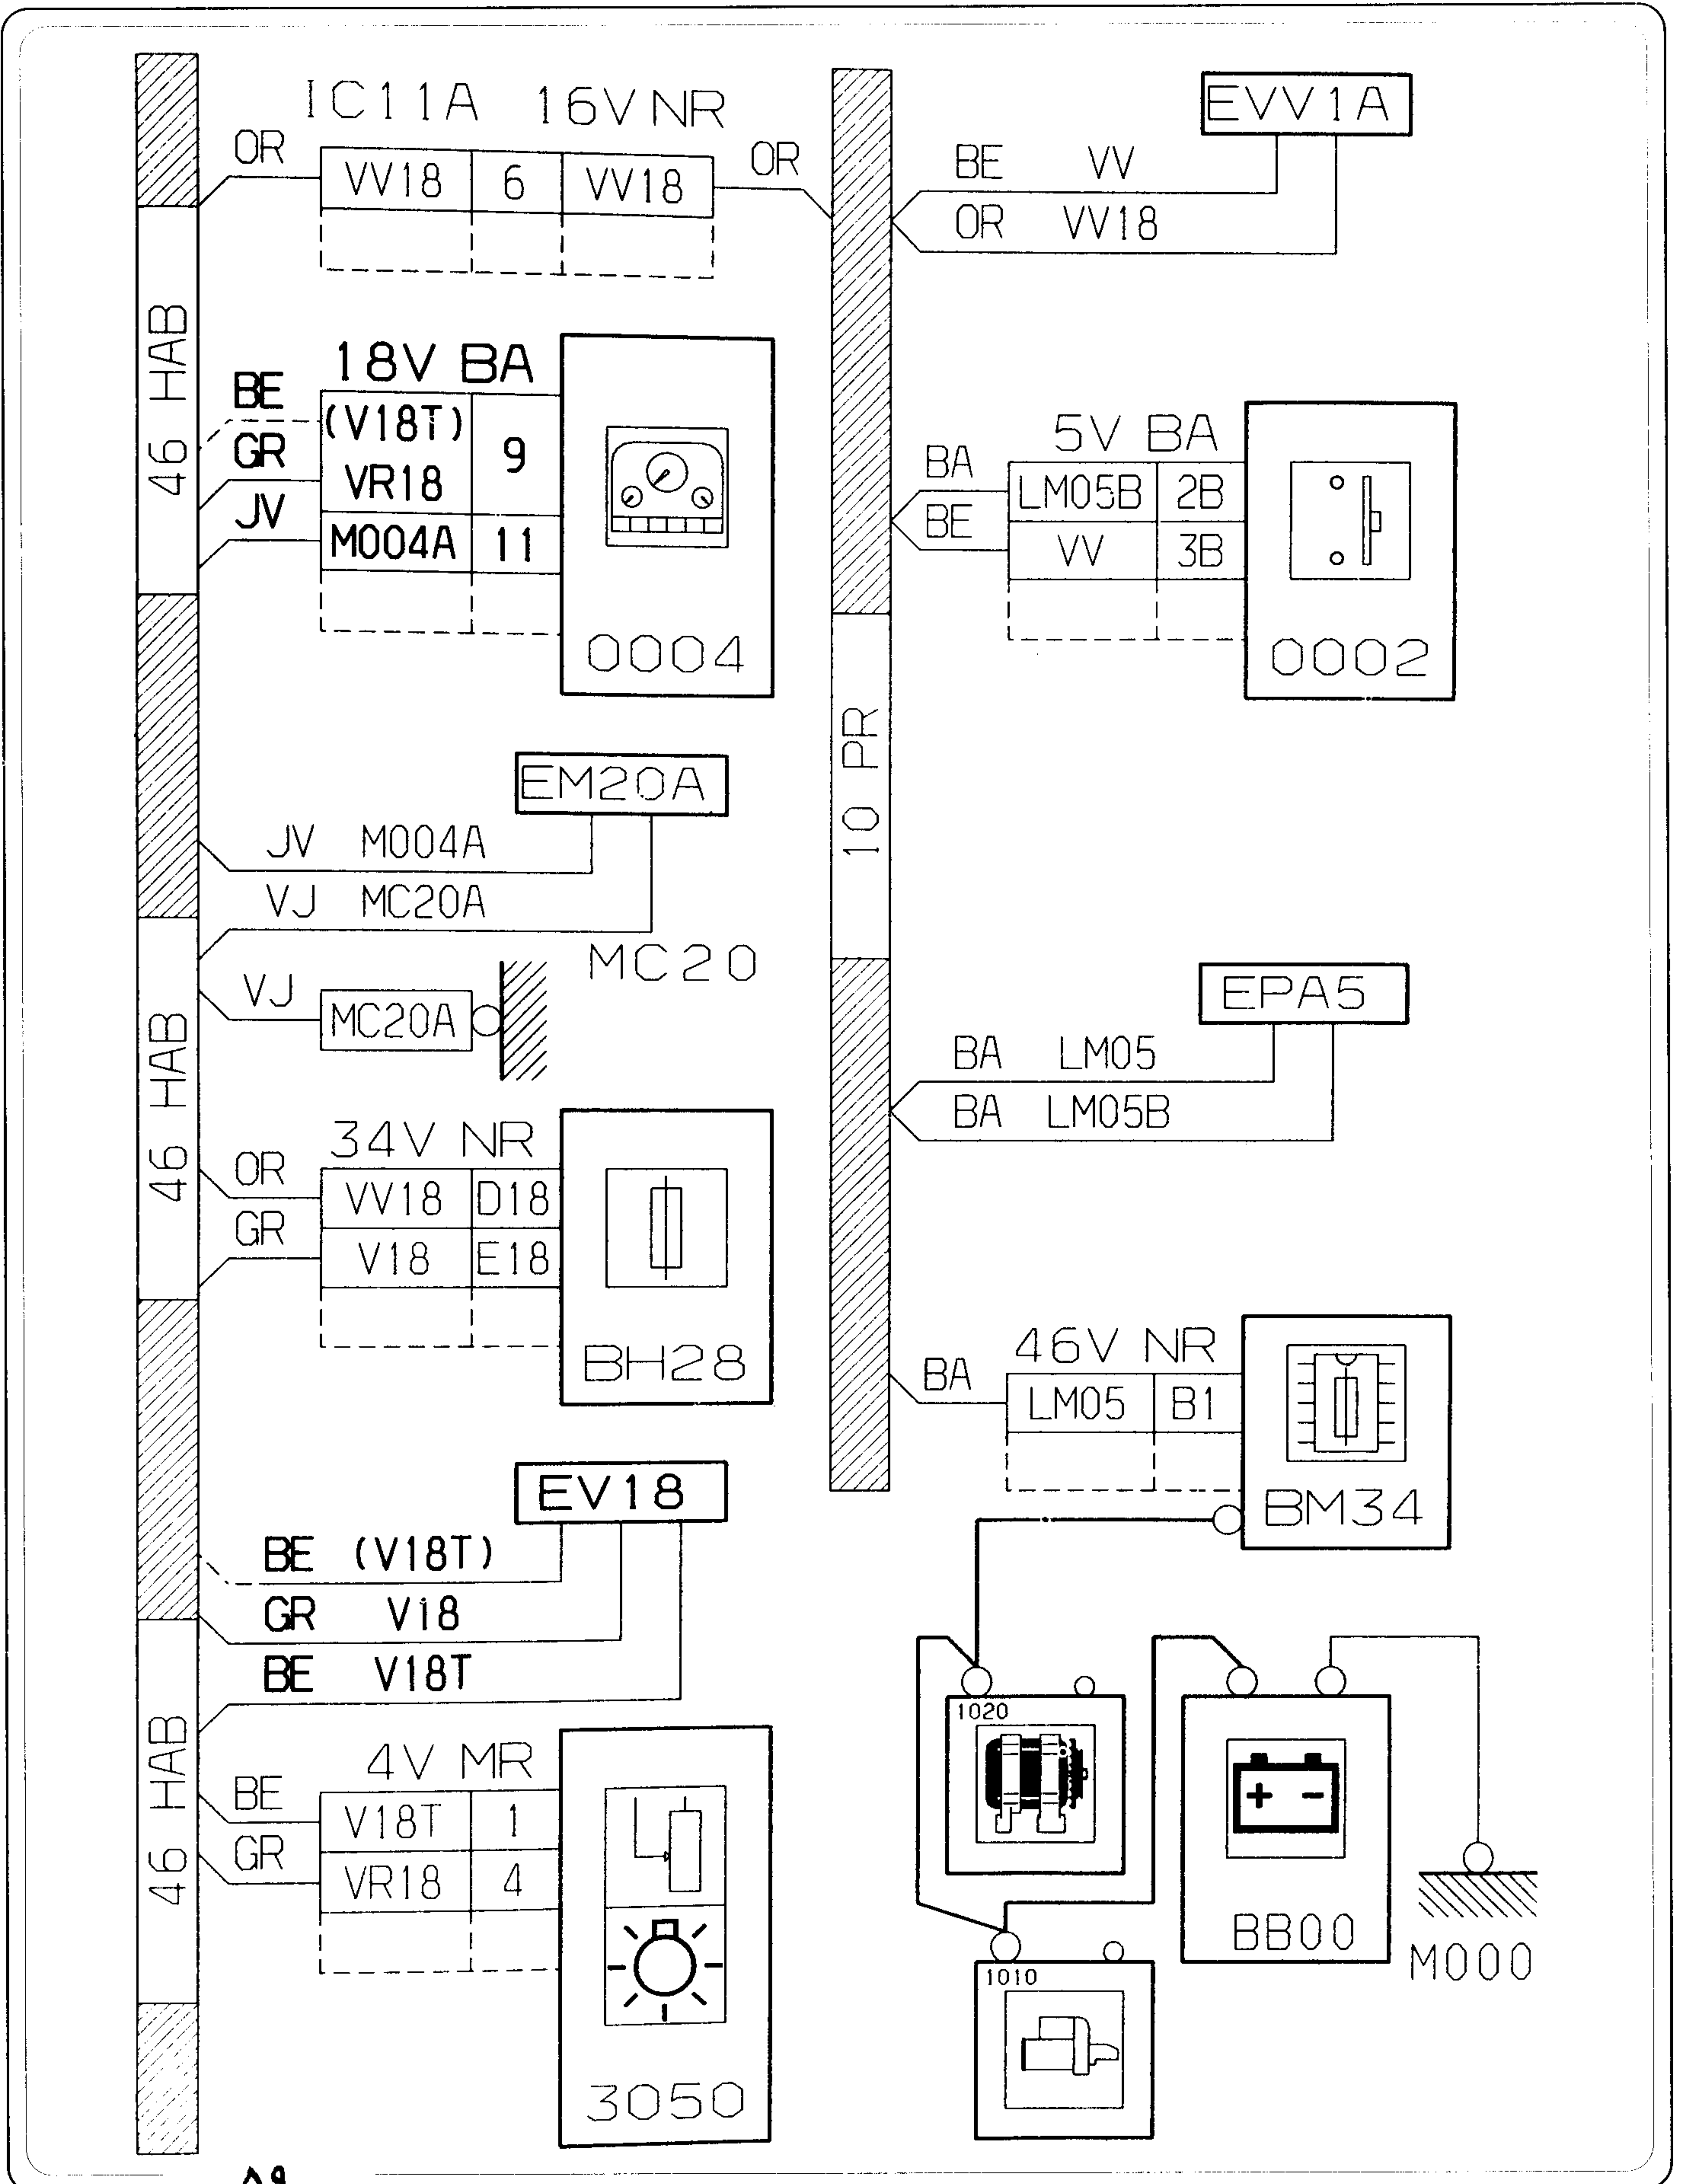 IC11A 16V NR
OR
VV18 6 VV18
OR
46 HAB
18V BA
BE
(V18T)
9
GR
VR18
JV
M004A 11
0004
EM20A
JV M004A
VJ MC20A
MC20
VJ
MC20A
46 HAB
34V NR
OR
VV18 D18
GR
V18 E18
BH28
EV18
BE (V18T)
GR V18
BE V18T
46 HAB
4V MR
BE
V18T 1
GR
VR18 4
3050
EVV1A
BE VV
OR VV18
5V BA
BA
LM05B 2B
BE
VV 3B
0002
10 PR
EPA5
BA LM05
BA LM05B
46V NR
BA
LM05 B1
BM34
1020
+ -
BB00
M000
1010
۸۹